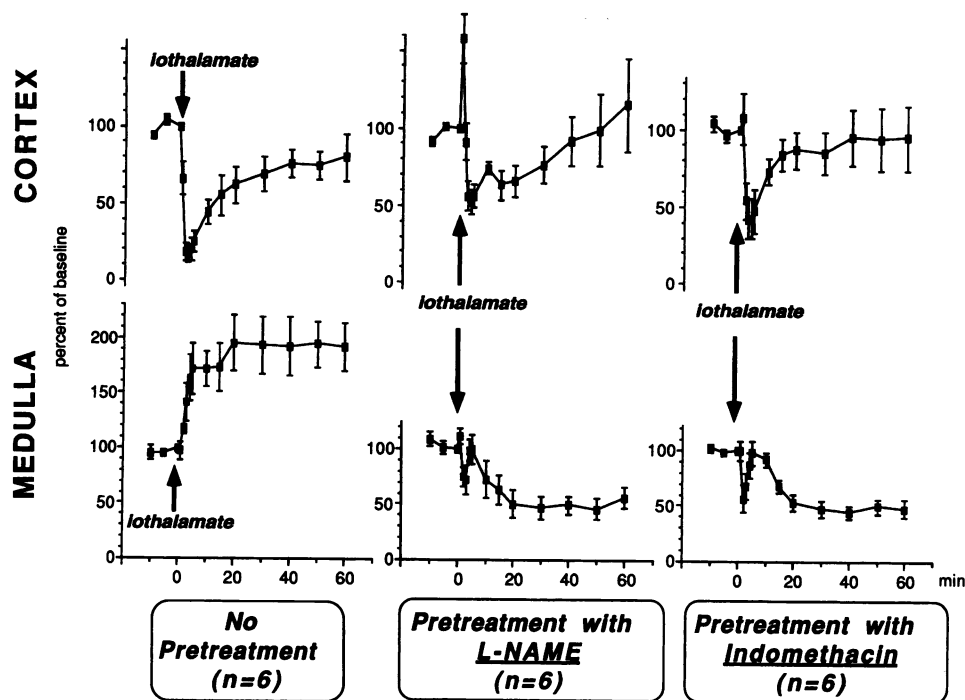 CORTEX
MEDULLA
percent of baseline
iothalamate
100
50
0
200
150
100
50
0
0 20 40 60
Iothalamate
100
50
0
iothalamate
100
50
0
0 20 40 60
100
50
0
iothalamate
100
50
0
0 20 40 60 min
No
Pretreatment
(n=6)
Pretreatment with
L-NAME
(n=6)
Pretreatment with
Indomethacin
(n=6)